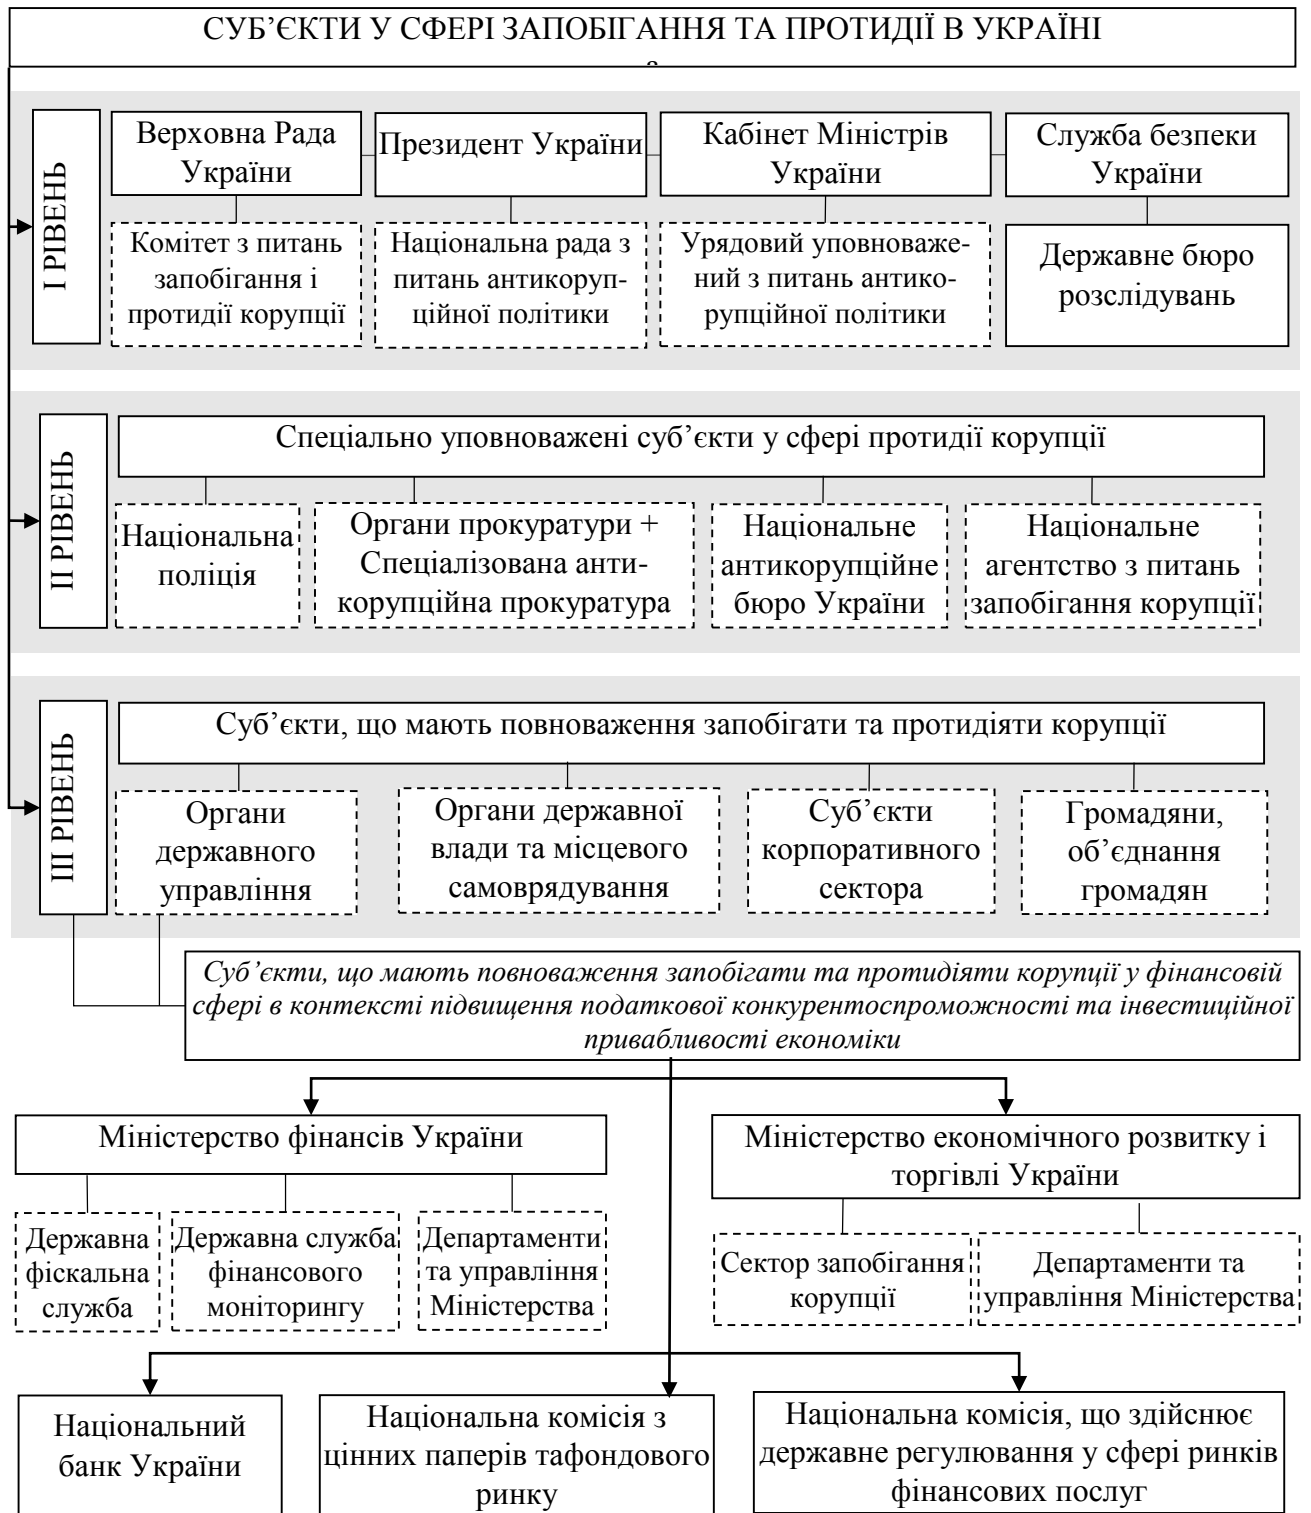 СУБ’ЄКТИ У СФЕРІ ЗАПОБІГАННЯ ТА ПРОТИДІЇ В УКРАЇНІ
І РІВЕНЬ
Верховна Рада
України
Президент України
Кабінет Міністрів
України
Служба безпеки
України
Комітет з питань
запобігання і
протидії корупції
Національна рада з
питань антикоруп-
ційної політики
Урядовий уповноваже-
ний з питань антико-
рупційної політики
Державне бюро
розслідувань
ІІ РІВЕНЬ
Спеціально уповноважені суб’єкти у сфері протидії корупції
Національна
поліція
Органи прокуратури +
Спеціалізована анти-
корупційна прокуратура
Національне
антикорупційне
бюро України
Національне
агентство з питань
запобігання корупції
ІІІ РІВЕНЬ
Суб’єкти, що мають повноваження запобігати та протидіяти корупції
Органи
державного
управління
Органи державної
влади та місцевого
самоврядування
Суб’єкти
корпоративного
сектора
Громадяни,
об’єднання
громадян
Суб’єкти, що мають повноваження запобігати та протидіяти корупції у фінансовій
сфері в контексті підвищення податкової конкурентоспроможності та інвестиційної
привабливості економіки
Міністерство фінансів України
Міністерство економічного розвитку і
торгівлі України
Державна
фіскальна
служба
Державна служба
фінансового
моніторингу
Департаменти
та управління
Міністерства
Сектор запобігання
корупції
Департаменти та
управління Міністерства
Національний
банк України
Національна комісія з
цінних паперів тафондового
ринку
Національна комісія, що здійснює
державне регулювання у сфері ринків
фінансових послуг